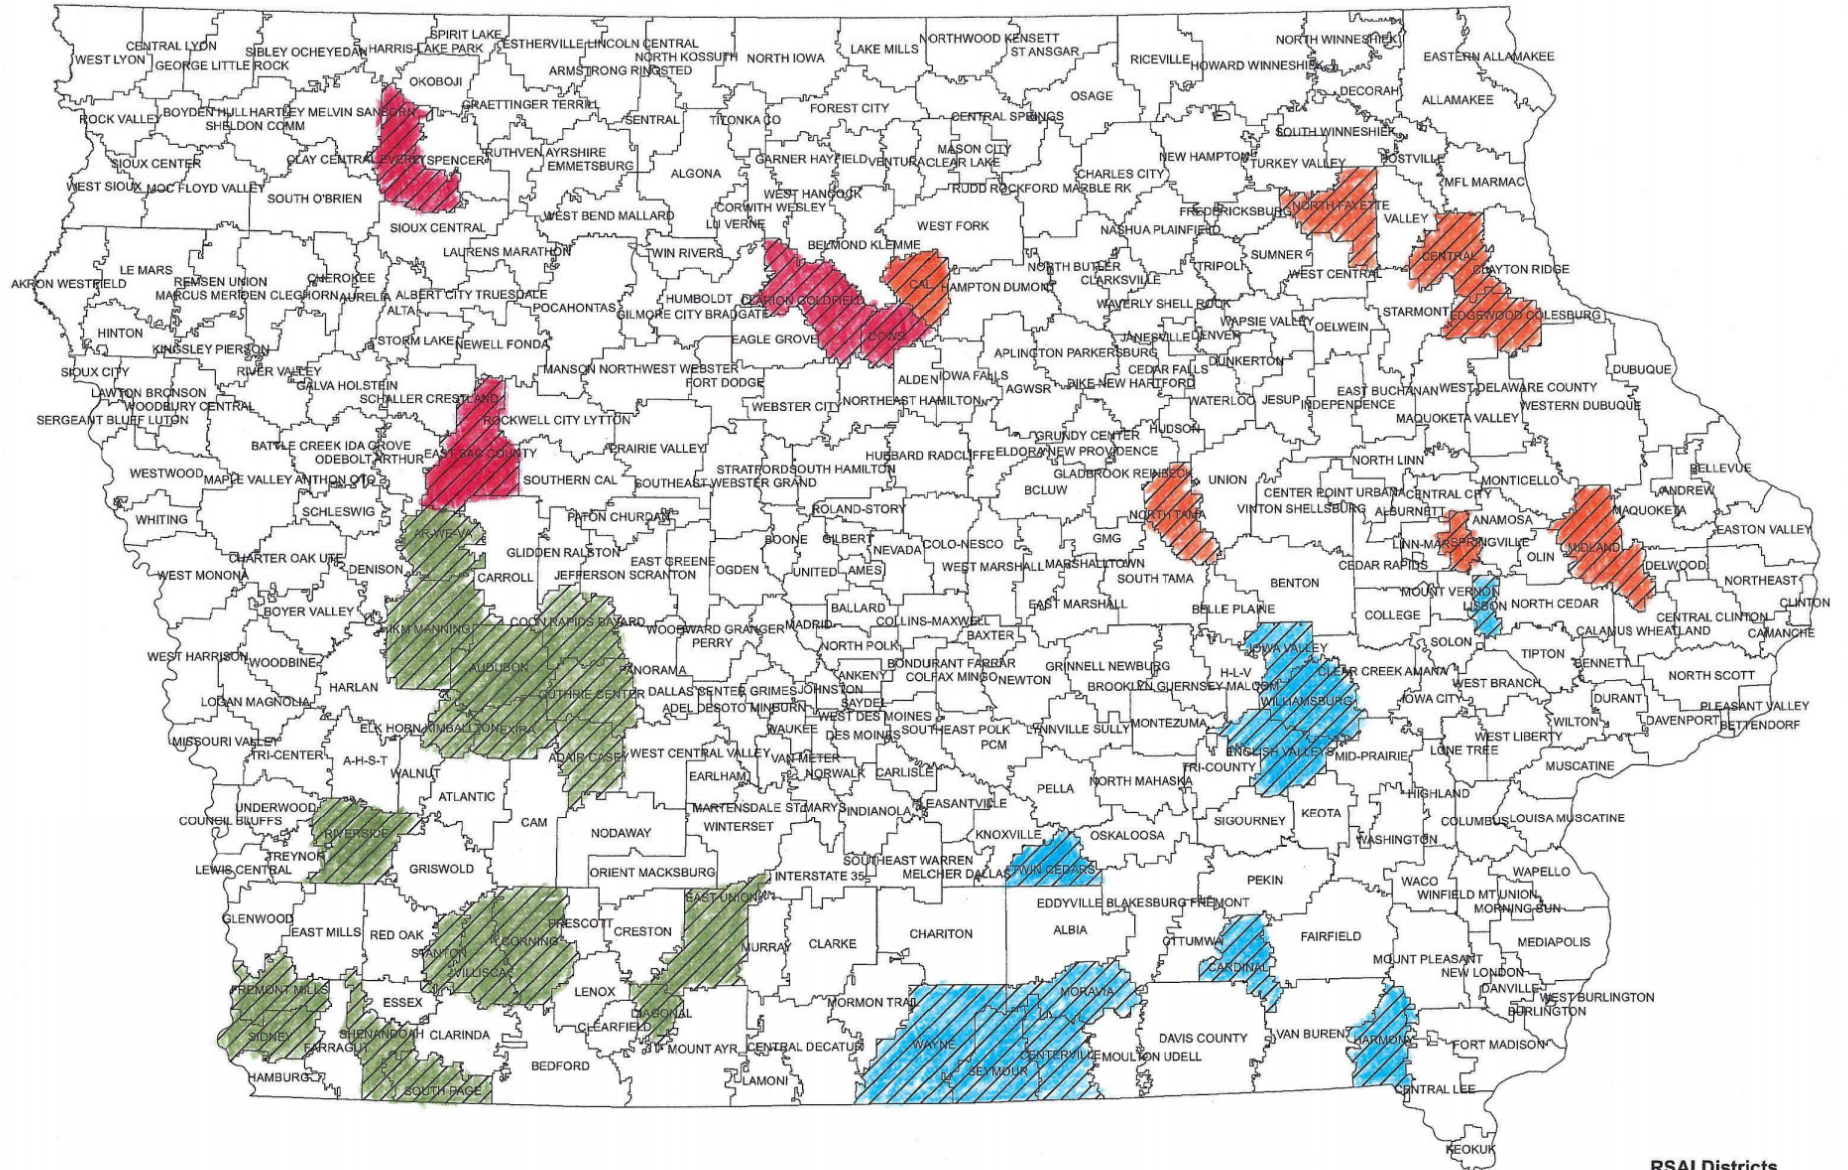 WEST LYON
CENTRAL LYON
GEORGE LITTLE ROCK
SIBLEY OCHEYEDAN
HARRIS-LAKE PARK
SPIRIT LAKE
OKOBOJI
ESTHERVILLE LINCOLN CENTRAL
ARMSTRONG RINGSTED
NORTH KOSSUTH
NORTH IOWA
LAKE MILLS
NORTHWOOD KENSETT
ST ANSGAR
RICEVILLE
HOWARD WINNESHIEK
NORTH WINNESHIEK
EASTERN ALLAMAKEE
DECORAH
ALLAMAKEE
ROCK VALLEY
BOYDEN HULL
SHELDON COMM
HARTLEY MELVIN SANBORN
GRAETTINGER TERRILL
SENTRAL
TITONKA CO
FOREST CITY
CENTRAL SPRINGS
OSAGE
SOUTH WINNESHIEK
SIOUX CENTER
CLAY CENTRAL EVERLY
SPENCER
RUTHVEN AYRSHIRE
EMMETSBURG
ALGONA
GARNER HAYFIELD
VENTURA
CLEAR LAKE
MASON CITY
CHARLES CITY
NEW HAMPTON
TURKEY VALLEY
POSTVILLE
MFL MARMAC
WEST SIOUX
MOC FLOYD VALLEY
SOUTH O'BRIEN
SIOUX CENTRAL
WEST BEND MALLARD
LU VERNE
CORWITH WESLEY
WEST HANCOCK
RUDD ROCKFORD MARBLE RK
WEST FORK
NASHUA PLAINFIELD
FREDERICKSBURG
NORTH FAYETTE
VALLEY
LAURENS MARATHON
TWIN RIVERS
BELMOND KLEMME
NORTH BUTLER
CLARKSVILLE
TRIPOLI
SUMNER
WEST CENTRAL
CENTRAL
CLAYTON RIDGE
AKRON WESTFIELD
LE MARS
REMSEN UNION
MARCUS MERIDEN CLEGHORN
CHEROKEE
AURELIA
ALTA
ALBERT CITY TRUESDALE
POCAHONTAS
HUMBOLDT
GILMORE CITY BRADGATE
CLARION GOLDFIELD
CAL
HAMPTON DUMONT
WAVERLY SHELL ROCK
WAPSIE VALLEY
OELWEIN
STARMONT
EDGEWOOD COLESBURG
HINTON
KINGSLEY PIERSON
STORM LAKE
NEWELL FONDA
EAGLE GROVE
DOWS
APLINGTON PARKERSBURG
JANESVILLE
DENVER
DUNKERTON
DUBUQUE
SIOUX CITY
RIVER VALLEY
GALVA HOLSTEIN
SCHALLER CRESTLAND
MANSON NORTHWEST WEBSTER
FORT DODGE
ALDEN
IOWA FALLS
AGWSR
CEDAR FALLS
DIKE NEW HARTFORD
WATERLOO
JESUP
INDEPENDENCE
EAST BUCHANAN
WEST DELAWARE COUNTY
WESTERN DUBUQUE
MAQUOKETA VALLEY
LAWTON BRONSON
WOODBURY CENTRAL
SERGEANT BLUFF LUTON
ROCKWELL CITY LYTTON
WEBSTER CITY
NORTHEAST HAMILTON
BATTLE CREEK IDA GROVE
ODEBOLT ARTHUR
EAST SAC COUNTY
PRAIRIE VALLEY
HUBBARD RADCLIFFE
ELDORA NEW PROVIDENCE
GRUNDY CENTER
HUDSON
WESTWOOD
MAPLE VALLEY ANTHON OTO
SOUTHERN CAL
SOUTHEAST WEBSTER GRAND
STRATFORD
SOUTH HAMILTON
BCLUW
GLADBROOK REINBECK
UNION
NORTH LINN
MONTICELLO
BELLEVUE
ANDREW
WHITING
SCHLESWIG
PATON CHURDAN
ROLAND-STORY
CENTER POINT URBANA
VINTON SHELLSBURG
CENTRAL CITY
ALBURNETT
ANAMOSA
MAQUOKETA
EASTON VALLEY
NORTH TAMA
AR-WE-VA
CHARTER OAK UTE
DENISON
GLIDDEN RALSTON
CARROLL
EAST GREENE
JEFFERSON SCRANTON
OGDEN
BOONE
GILBERT
UNITED
AMES
NEVADA
COLO-NESCO
WEST MARSHALL
MARSHALLTOWN
GMG
SOUTH TAMA
BENTON
CEDAR RAPIDS
LINN-MAR
SPRINGVILLE
OLIN
MIDLAND
DELWOOD
NORTHEAST
CLINTON
WEST MONONA
BOYER VALLEY
IKM MANNING
COON RAPIDS BAYARD
WOODWARD GRANGER
PERRY
MADRID
BALLARD
COLLINS-MAXWELL
BAXTER
EAST MARSHALL
BELLE PLAINE
COLLEGE
MOUNT VERNON
LISBON
NORTH CEDAR
CENTRAL CLINTON
CALAMUS WHEATLAND
CAMANCHE
NORTH POLK
IOWA VALLEY
SOLON
TIPTON
BENNETT
WEST HARRISON
WOODBINE
AUDUBON
PANORAMA
ANKENY
BONDURANT FARRAR
COLFAX MINGO
NEWTON
GRINNELL NEWBURG
H-L-V
CLEAR CREEK AMANA
WEST BRANCH
NORTH SCOTT
LOGAN MAGNOLIA
HARLAN
GUTHRIE CENTER
DALLAS CENTER GRIMES
JOHNSTON
SAYDEL
ADEL DESOTO MINBURN
BROOKLYN GUERNSEY MALCOM
WILLIAMSBURG
IOWA CITY
DURANT
PLEASANT VALLEY
DAVENPORT
BETTENDORF
ELK HORN KIMBALLTON
EXIRA
WAUKEE
WEST DES MOINES
DES MOINES
SOUTHEAST POLK
PCM
LYNNVILLE SULLY
MONTEZUMA
WILTON
WEST LIBERTY
MISSOURI VALLEY
TRI-CENTER
A-H-S-T
WALNUT
ADAIR CASEY
WEST CENTRAL VALLEY
VAN METER
EARLHAM
NORWALK
CARLISLE
ENGLISH VALLEYS
TRI-COUNTY
MID-PRAIRIE
LONE TREE
MUSCATINE
ATLANTIC
PELLA
NORTH MAHASKA
HIGHLAND
UNDERWOOD
COUNCIL BLUFFS
RIVERSIDE
CAM
NODAWAY
MARTENSDALE ST MARYS
WINTERSET
INDIANOLA
PLEASANTVILLE
KNOXVILLE
OSKALOOSA
SIGOURNEY
KEOTA
WASHINGTON
COLUMBUS
LOUISA MUSCATINE
TREYNOR
LEWIS CENTRAL
GRISWOLD
ORIENT MACKSBURG
INTERSTATE 35
SOUTHEAST WARREN
MELCHER DALLAS
TWIN CEDARS
PEKIN
WACO
WAPELLO
WINFIELD MT UNION
MORNING SUN
GLENWOOD
EAST MILLS
RED OAK
STANTON
CORNING
PRESCOTT
CRESTON
EAST UNION
MURRAY
CLARKE
CHARITON
EDDYVILLE BLAKESBURG FREMONT
ALBIA
OTTUMWA
FAIRFIELD
MEDIAPOLIS
VILLISCA
CARDINAL
MOUNT PLEASANT
NEW LONDON
DANVILLE
WEST BURLINGTON
BURLINGTON
FREMONT MILLS
ESSEX
LENOX
DIAGONAL
MORMON TRAIL
MORAVIA
SIDNEY
FARRAGUT
SHENANDOAH
CLARINDA
CLEARFIELD
MOUNT AYR
CENTRAL DECATUR
WAYNE
SEYMOUR
CENTERVILLE
MOULTON UDELL
DAVIS COUNTY
VAN BUREN
HARMONY
FORT MADISON
HAMBURG
SOUTH PAGE
BEDFORD
LAMONI
CENTRAL LEE
KEOKUK
RSAI Districts